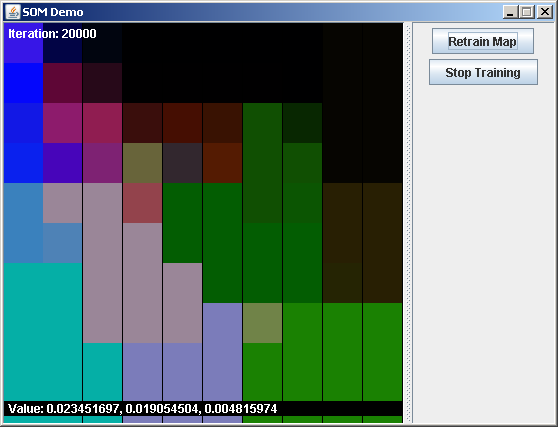 SOM Demo
Iteration: 20000
Retrain Map
Stop Training
Value: 0.023451697, 0.019054504, 0.004815974